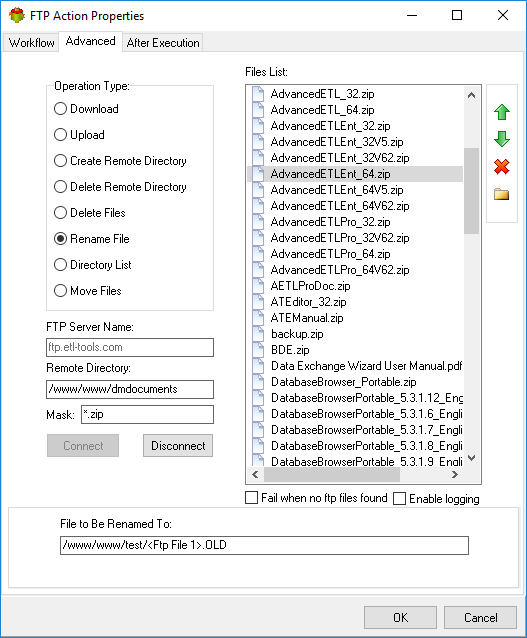 FTP Action Properties
Workflow
Advanced
After Execution
Operation Type:
Download
Upload
Create Remote Directory
Delete Remote Directory
Delete Files
Rename File
Directory List
Move Files
FTP Server Name:
ftp.etl-tools.com
Remote Directory:
/www/www/dmdocuments
Mask: *.zip
Connect
Disconnect
Files List:
AdvancedETL_32.zip
AdvancedETL_64.zip
AdvancedETLEnt_32.zip
AdvancedETLEnt_32V5.zip
AdvancedETLEnt_32V62.zip
AdvancedETLEnt_64.zip
AdvancedETLEnt_64V5.zip
AdvancedETLEnt_64V62.zip
AdvancedETLPro_32.zip
AdvancedETLPro_32V62.zip
AdvancedETLPro_64.zip
AdvancedETLPro_64V62.zip
AETLProDoc.zip
ATEditor_32.zip
ATEManual.zip
backup.zip
BDE.zip
Data Exchange Wizard User Manual.pdf
DatabaseBrowser_Portable.zip
DatabaseBrowserPortable_5.3.1.12_Eng
DatabaseBrowserPortable_5.3.1.6_Engli
DatabaseBrowserPortable_5.3.1.7_Engli
DatabaseBrowserPortable_5.3.1.8_Engli
DatabaseBrowserPortable_5.3.1.9_Engli
Fail when no ftp files found
Enable logging
File to Be Renamed To:
/www/www/test/<Ftp File 1>.OLD
OK
Cancel